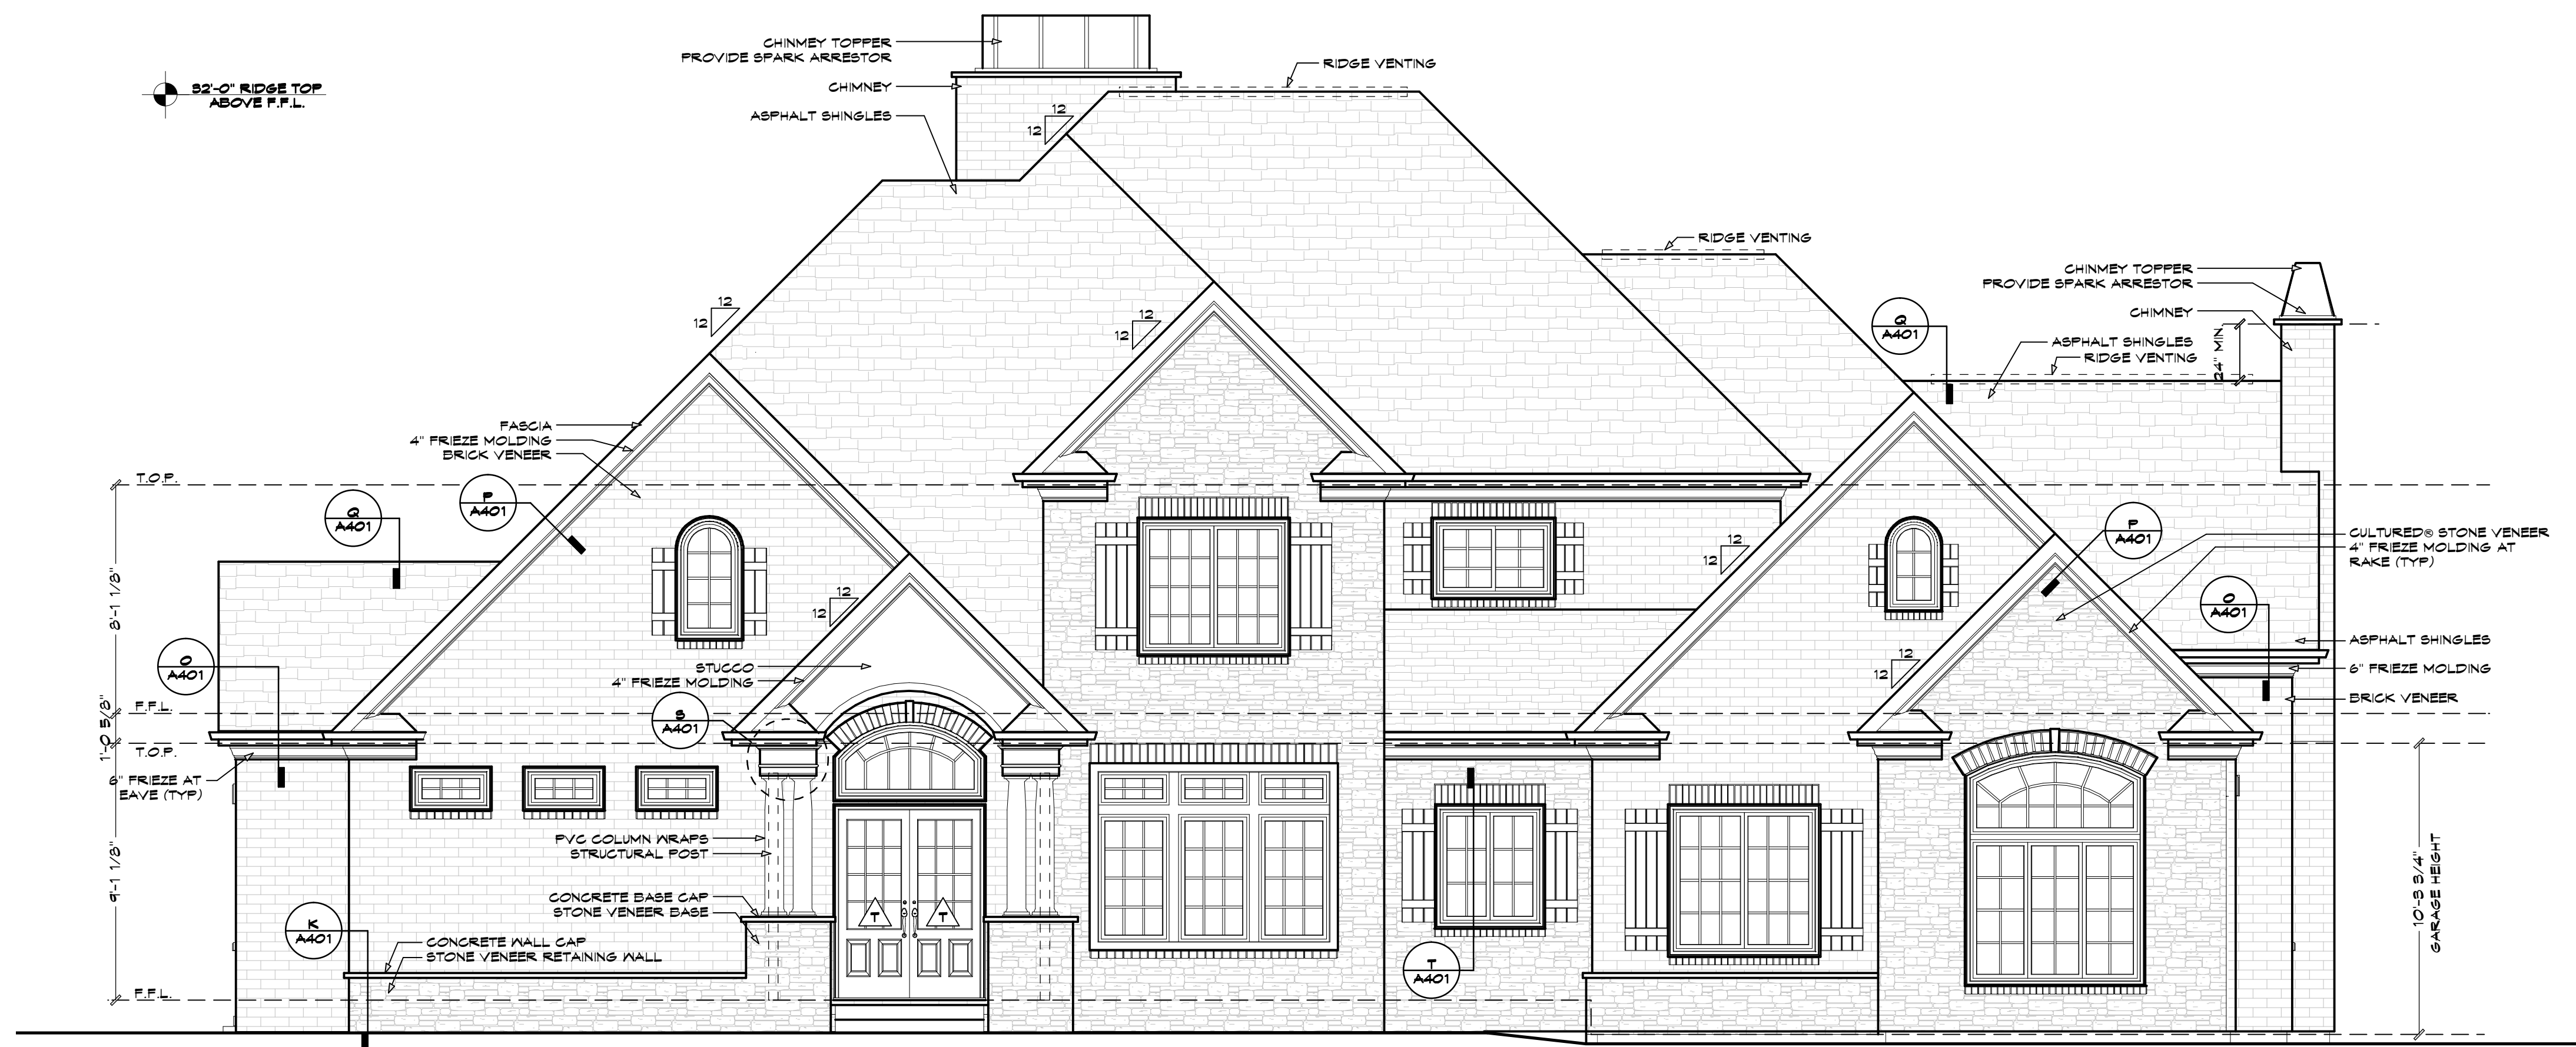 CHINMEY TOPPER
PROVIDE SPARK ARRESTOR
CHIMNEY
ASPHALT SHINGLES
32'-0" RIDGE TOP
ABOVE F.F.L.
RIDGE VENTING
12
12
RIDGE VENTING
CHINMEY TOPPER
PROVIDE SPARK ARRESTOR
CHIMNEY
ASPHALT SHINGLES
RIDGE VENTING
24" MIN
Q
A401
12
12
12
12
FASCIA
4" FRIEZE MOLDING
BRICK VENEER
T.O.P.
P
A401
Q
A401
8'-1 1/8"
O
A401
12
12
12
12
P
A401
CULTURED® STONE VENEER
4" FRIEZE MOLDING AT
RAKE (TYP)
O
A401
ASPHALT SHINGLES
6" FRIEZE MOLDING
BRICK VENEER
12
12
STUCCO
4" FRIEZE MOLDING
S
A401
F.F.L.
1'-0 5/8"
T.O.P.
6" FRIEZE AT
EAVE (TYP)
9'-1 1/8"
PVC COLUMN WRAPS
STRUCTURAL POST
CONCRETE BASE CAP
STONE VENEER BASE
T
T
K
A401
CONCRETE WALL CAP
STONE VENEER RETAINING WALL
F.F.L.
T
A401
10'-3 3/4"
GARAGE HEIGHT